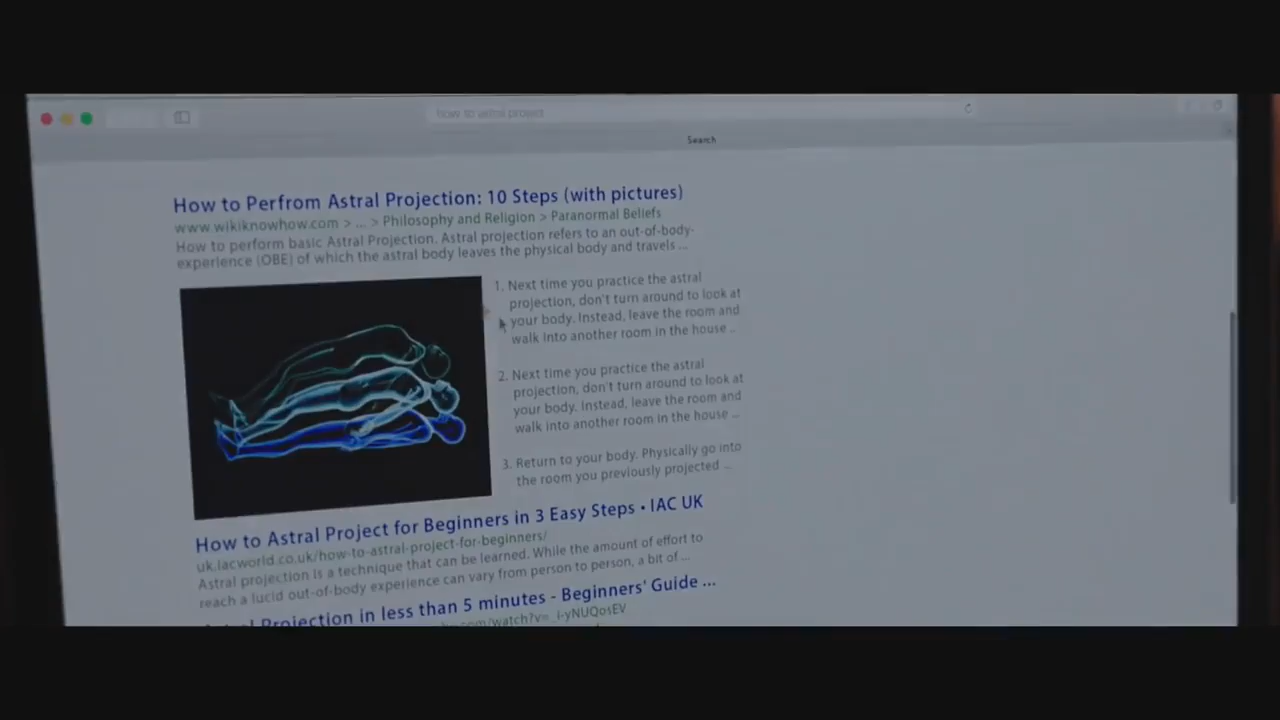 how to astral project
Search
How to Perfrom Astral Projection: 10 Steps (with pictures)
www.wikiknowhow.com > ... > Philosophy and Religion > Paranormal Beliefs
How to perform basic Astral Projection. Astral projection refers to an out-of-body-
experience (OBE) of which the astral body leaves the physical body and travels ...
1. Next time you practice the astral
projection, don't turn around to look at
your body. Instead, leave the room and
walk into another room in the house ..
2. Next time you practice the astral
projection, don't turn around to look at
your body. Instead, leave the room and
walk into another room in the house ...
3. Return to your body. Physically go into
the room you previously projected ...
How to Astral Project for Beginners in 3 Easy Steps • IAC UK
uk.iacworld.co.uk/how-to-astral-project-for-beginners/
Astral projection is a technique that can be learned. While the amount of effort to
reach a lucid out-of-body experience can vary from person to person, a bit of ...
Projection in less than 5 minutes - Beginners' Guide ...
.com/watch?v=_i-yNUQosEV